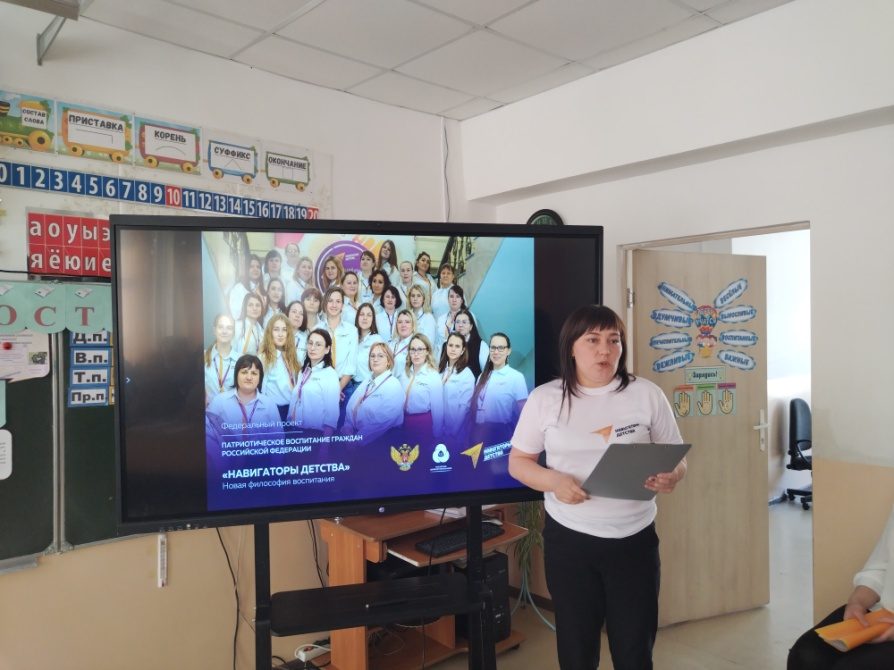 СОСТАВ
СЛОВА
ПРИСТАВКА
КОРЕНЬ
СУФФИКС
ОКОНЧАНИЕ
0 1 2 3 4 5 6 7 8 9 10 11 12 13 14 15 16 17 18 19 20
а о у ы э
я ё ю и е
О С Т
Д.п.
В.п.
Т.п.
Пр.п.
Федеральный проект
ПАТРИОТИЧЕСКОЕ ВОСПИТАНИЕ ГРАЖДАН
РОССИЙСКОЙ ФЕДЕРАЦИИ
«НАВИГАТОРЫ ДЕТСТВА»
Новая философия воспитания
НАВИГАТОРЫ
ДЕТСТВА
НАВИГАТОРЫ
ДЕТСТВА
ВЕСЁЛЫЕ
ВЕЖЛИВЫЕ